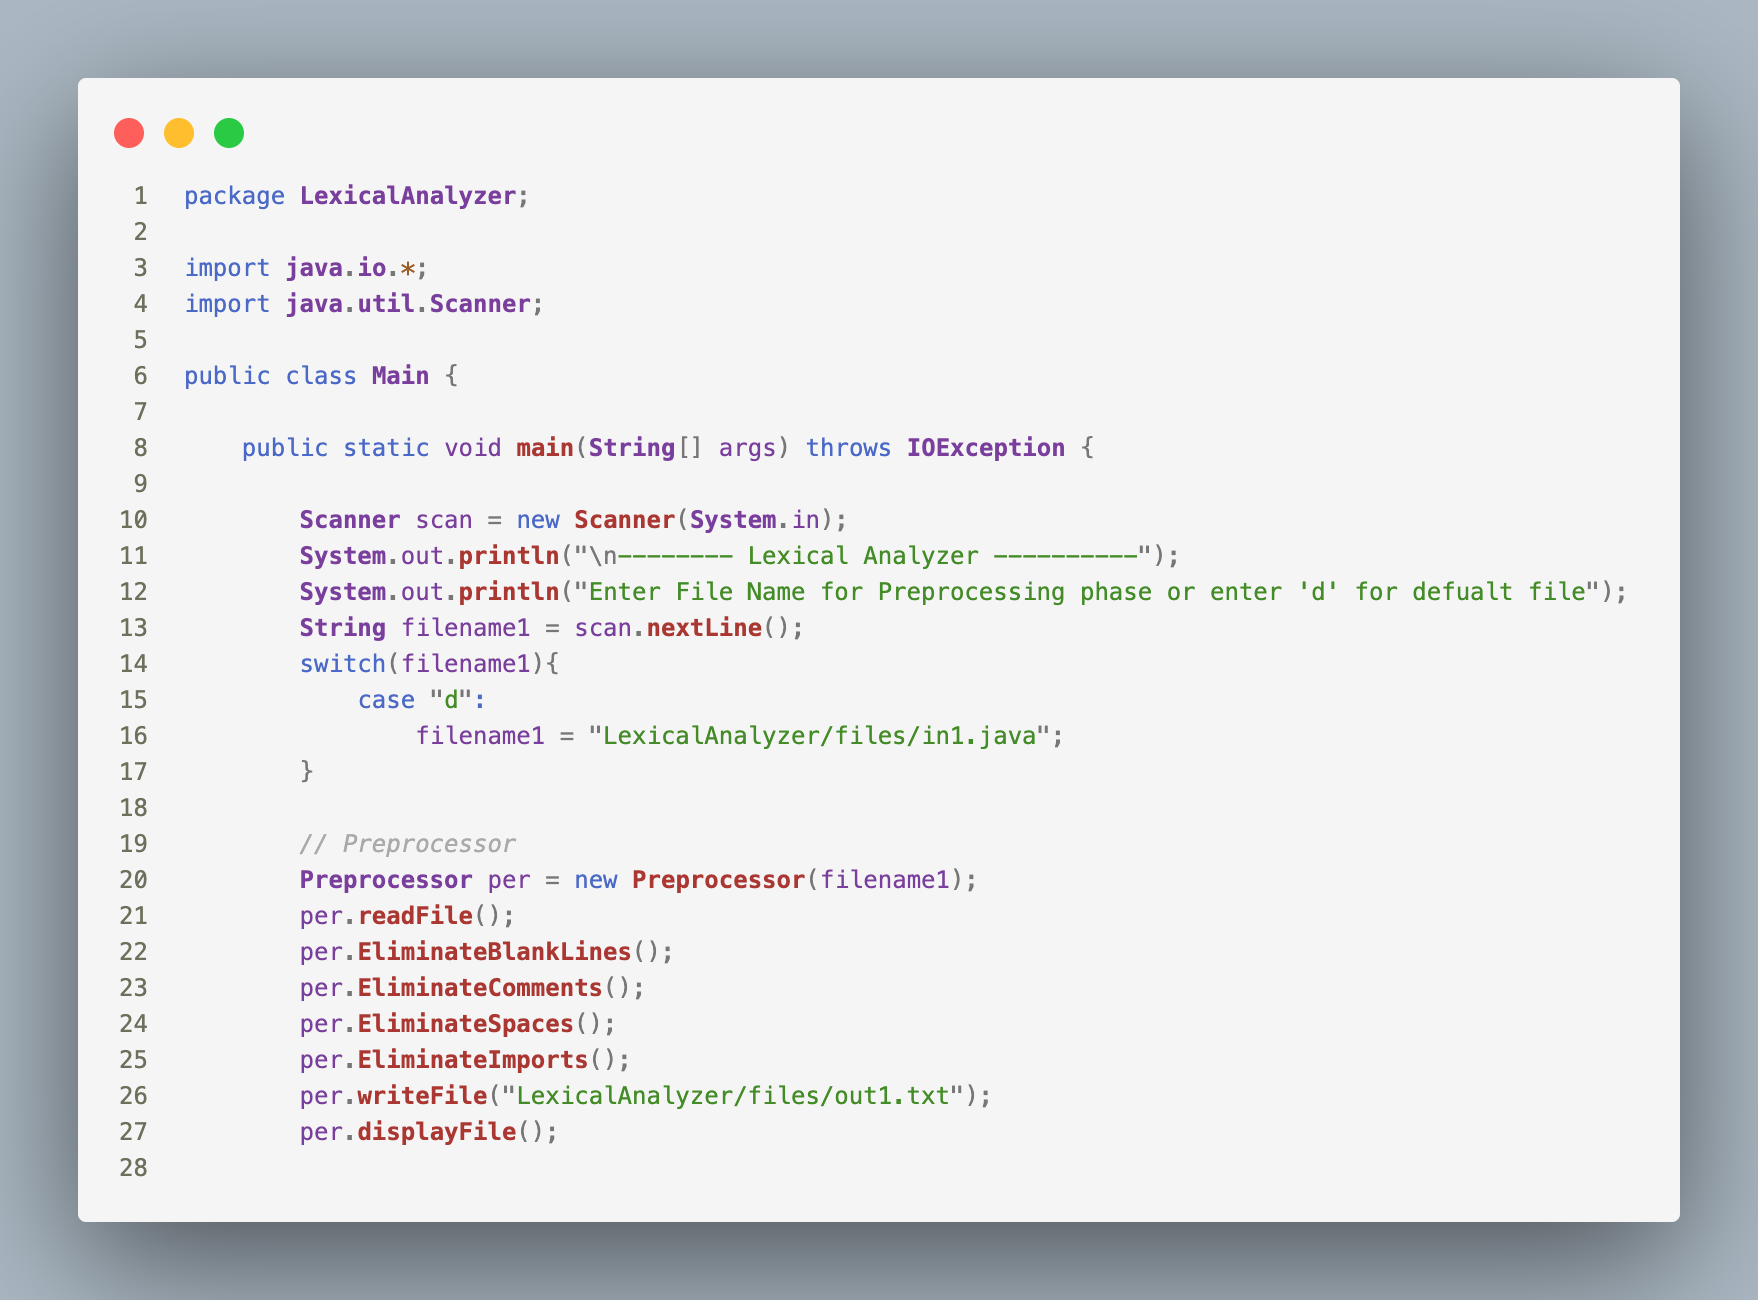 1 package LexicalAnalyzer;
2
3 import java.io.*;
4 import java.util.Scanner;
5
6 public class Main {
7
8     public static void main(String[] args) throws IOException {
9
10         Scanner scan = new Scanner(System.in);
11         System.out.println("\n-------- Lexical Analyzer ----------");
12         System.out.println("Enter File Name for Preprocessing phase or enter 'd' for defualt file");
13         String filename1 = scan.nextLine();
14         switch(filename1){
15             case "d":
16                 filename1 = "LexicalAnalyzer/files/in1.java";
17         }
18
19         // Preprocessor
20         Preprocessor per = new Preprocessor(filename1);
21         per.readFile();
22         per.EliminateBlankLines();
23         per.EliminateComments();
24         per.EliminateSpaces();
25         per.EliminateImports();
26         per.writeFile("LexicalAnalyzer/files/out1.txt");
27         per.displayFile();
28